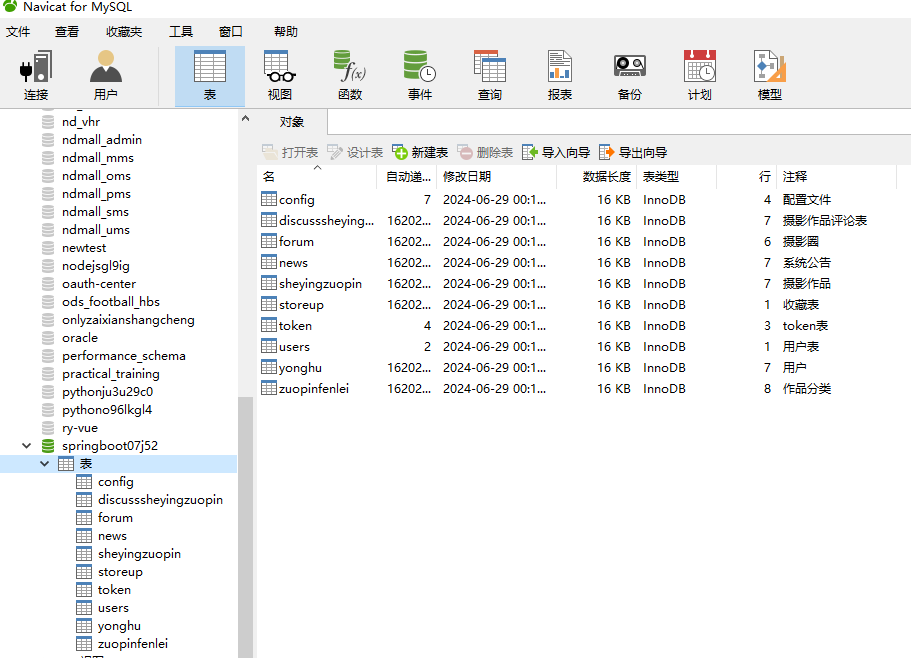 Navicat for MySQL
文件 查看 收藏夹 工具 窗口 帮助
连接 用户 表 视图 函数 事件 查询 报表 备份 计划 模型
nd_vhr
ndmall_admin
ndmall_mms
ndmall_oms
ndmall_pms
ndmall_sms
ndmall_ums
newtest
nodejsgl9ig
oauth-center
ods_football_hbs
onlyzaixianshangcheng
oracle
performance_schema
practical_training
pythonju3u29c0
pythono96lkgl4
ry-vue
springboot07j52
表
config
discusssheyingzuopin
forum
news
sheyingzuopin
storeup
token
users
yonghu
zuopinfenlei
对象
打开表 设计表 新建表 删除表 导入向导 导出向导
名 自动递... 修改日期 数据长度 表类型 行 注释
config 7 2024-06-29 00:1... 16 KB InnoDB 4 配置文件
discusssheying... 16202... 2024-06-29 00:1... 16 KB InnoDB 7 摄影作品评论表
forum 16202... 2024-06-29 00:1... 16 KB InnoDB 6 摄影圈
news 16202... 2024-06-29 00:1... 16 KB InnoDB 7 系统公告
sheyingzuopin 16202... 2024-06-29 00:1... 16 KB InnoDB 7 摄影作品
storeup 16202... 2024-06-29 00:1... 16 KB InnoDB 1 收藏表
token 4 2024-06-29 00:1... 16 KB InnoDB 3 token表
users 2 2024-06-29 00:1... 16 KB InnoDB 1 用户表
yonghu 16202... 2024-06-29 00:1... 16 KB InnoDB 7 用户
zuopinfenlei 16202... 2024-06-29 00:1... 16 KB InnoDB 8 作品分类